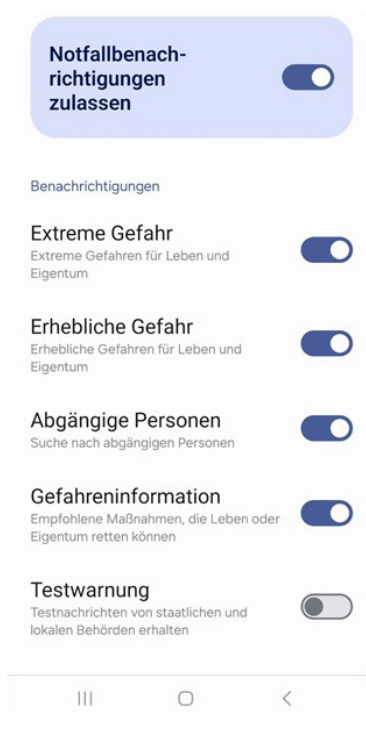 Notfallbenach-
richtigungen
zulassen
Benachrichtigungen
Extreme Gefahr
Extreme Gefahren für Leben und
Eigentum
Erhebliche Gefahr
Erhebliche Gefahren für Leben und
Eigentum
Abgängige Personen
Suche nach abgängigen Personen
Gefahreninformation
Empfohlene Maßnahmen, die Leben oder
Eigentum retten können
Testwarnung
Testnachrichten von staatlichen und
lokalen Behörden erhalten